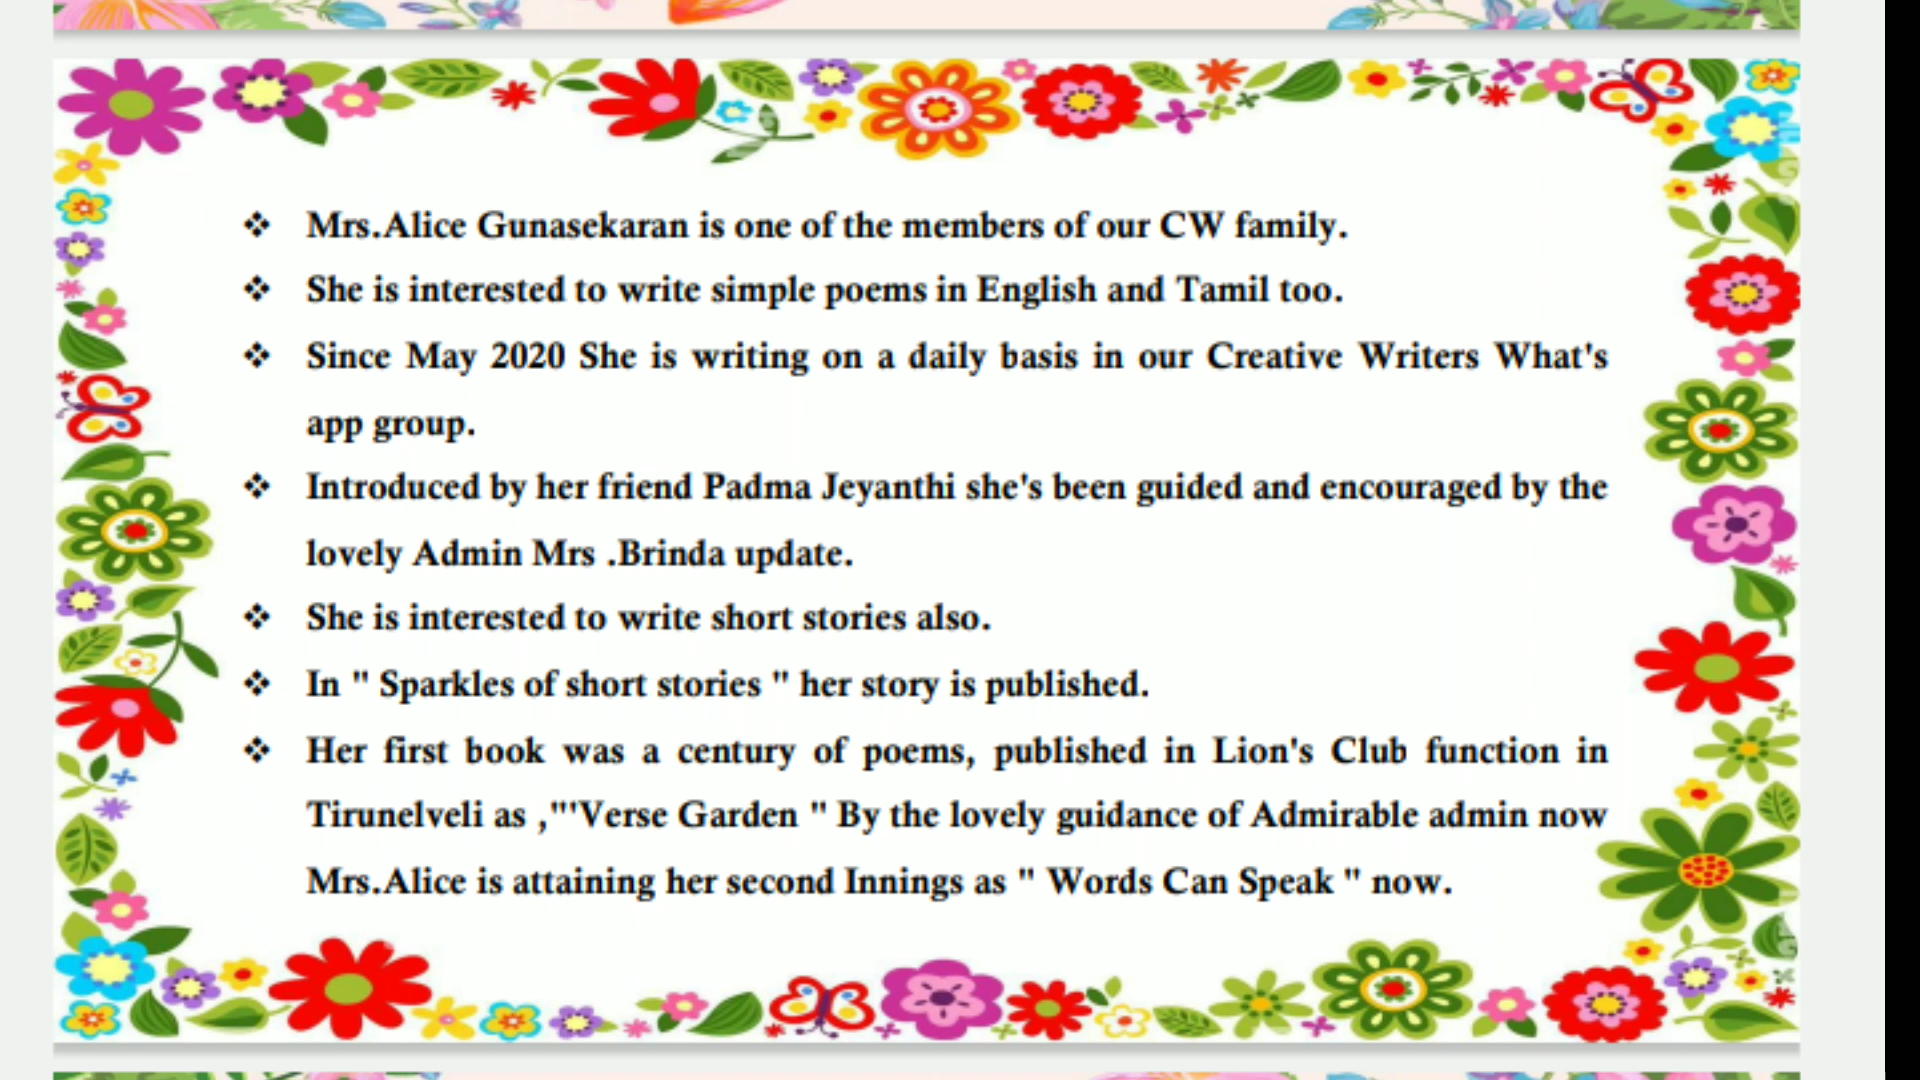 ❖ Mrs.Alice Gunasekaran is one of the members of our CW family.
❖ She is interested to write simple poems in English and Tamil too.
❖ Since May 2020 She is writing on a daily basis in our Creative Writers What's
app group.
❖ Introduced by her friend Padma Jeyanthi she's been guided and encouraged by the
lovely Admin Mrs .Brinda update.
❖ She is interested to write short stories also.
❖ In " Sparkles of short stories " her story is published.
❖ Her first book was a century of poems, published in Lion's Club function in
Tirunelveli as ,"'Verse Garden " By the lovely guidance of Admirable admin now
Mrs.Alice is attaining her second Innings as " Words Can Speak " now.